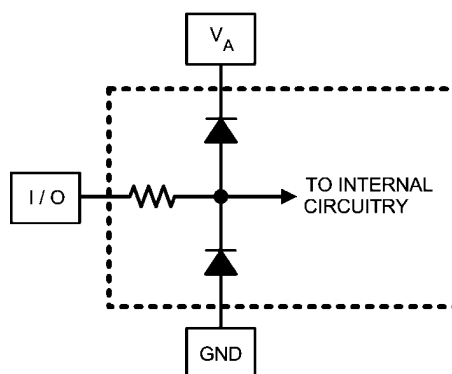 V_A
I / O
TO INTERNAL
CIRCUITRY
GND